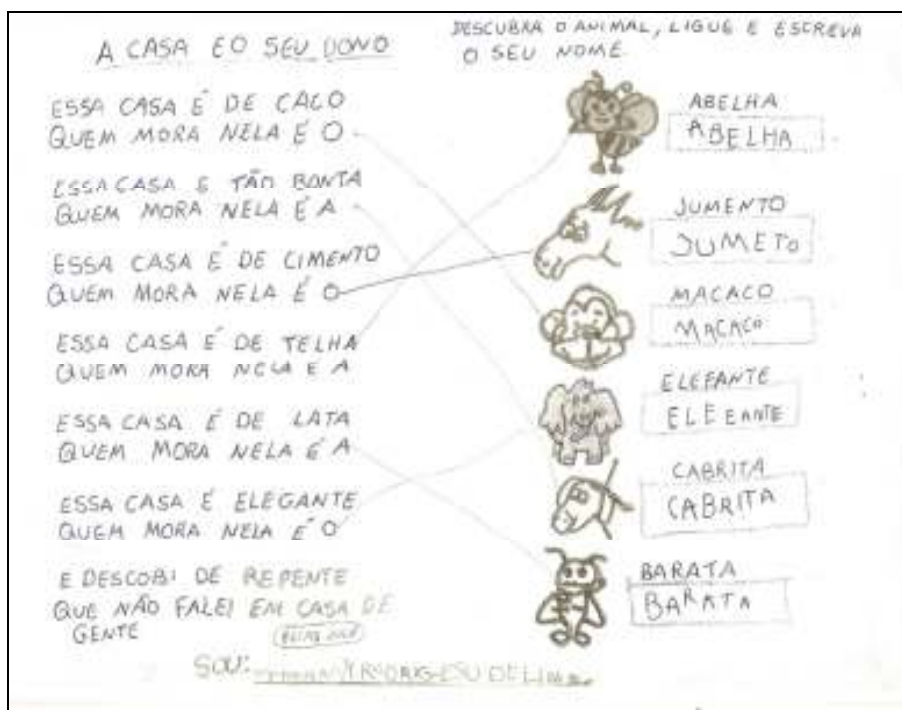 A CASA EO SEU DONO
DESCUBRA O ANIMAL, LIGUE E ESCREVA
O SEU NOME
ESSA CASA É DE CACO
QUEM MORA NELA É O
ESSA CASA E TÃO BONTA
QUEM MORA NELA É A
ESSA CASA É DE CIMENTO
QUEM MORA NELA É O
ESSA CASA É DE TELHA
QUEM MORA NELA E A
ESSA CASA É DE LATA
QUEM MORA NELA É A
ESSA CASA É ELEGANTE
QUEM MORA NELA É O
E DESCOBI DE REPENTE
QUE NÃO FALEI EM CASA DE
GENTE
SOU:
ABELHA
ABELHA
JUMENTO
JUMETO
MACACO
MACACO
ELEFANTE
ELEEANTE
CABRITA
CABRITA
BARATA
BARATA